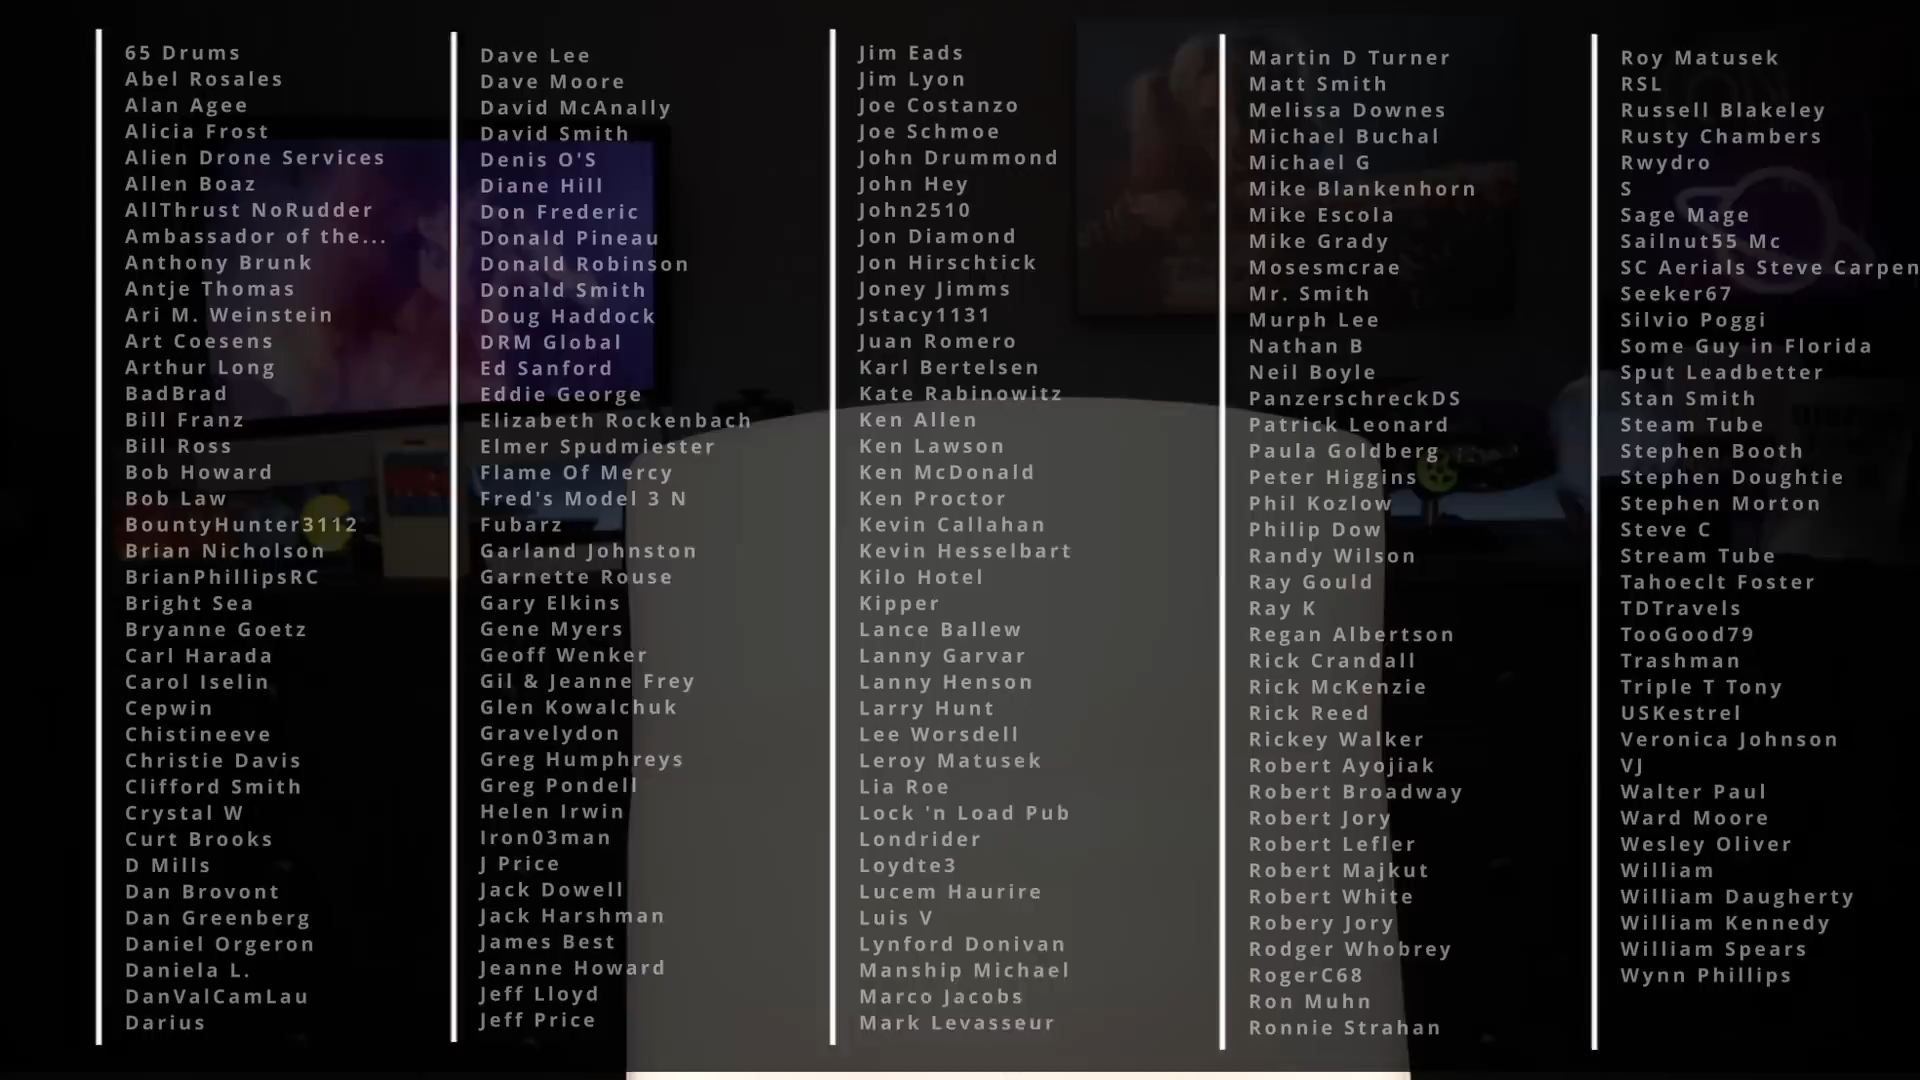 65 Drums
Abel Rosales
Alan Agee
Alicia Frost
Alien Drone Services
Allen Boaz
AllThrust NoRudder
Ambassador of the...
Anthony Brunk
Antje Thomas
Ari M. Weinstein
Art Coesens
Arthur Long
BadBrad
Bill Franz
Bill Ross
Bob Howard
Bob Law
BountyHunter3112
Brian Nicholson
BrianPhillipsRC
Bright Sea
Bryanne Goetz
Carl Harada
Carol Iselin
Cepwin
Chistineeve
Christie Davis
Clifford Smith
Crystal W
Curt Brooks
D Mills
Dan Brovont
Dan Greenberg
Daniel Orgeron
Daniela L.
DanValCamLau
Darius
Dave Lee
Dave Moore
David McAnally
David Smith
Denis O'S
Diane Hill
Don Frederic
Donald Pineau
Donald Robinson
Donald Smith
Doug Haddock
DRM Global
Ed Sanford
Eddie George
Elizabeth Rockenbach
Elmer Spudmiester
Flame Of Mercy
Fred's Model 3 N
Fubarz
Garland Johnston
Garnette Rouse
Gary Elkins
Gene Myers
Geoff Wenker
Gil & Jeanne Frey
Glen Kowalchuk
Gravelydon
Greg Humphreys
Greg Pondell
Helen Irwin
Iron03man
J Price
Jack Dowell
Jack Harshman
James Best
Jeanne Howard
Jeff Lloyd
Jeff Price
Jim Eads
Jim Lyon
Joe Costanzo
Joe Schmoe
John Drummond
John Hey
John2510
Jon Diamond
Jon Hirschtick
Joney Jimms
Jstacy1131
Juan Romero
Karl Bertelsen
Kate Rabinowitz
Ken Allen
Ken Lawson
Ken McDonald
Ken Proctor
Kevin Callahan
Kevin Hesselbart
Kilo Hotel
Kipper
Lance Ballew
Lanny Garvar
Lanny Henson
Larry Hunt
Lee Worsdell
Leroy Matusek
Lia Roe
Lock 'n Load Pub
Londrider
Loydte3
Lucem Haurire
Luis V
Lynford Donivan
Manship Michael
Marco Jacobs
Mark Levasseur
Martin D Turner
Matt Smith
Melissa Downes
Michael Buchal
Michael G
Mike Blankenhorn
Mike Escola
Mike Grady
Mosesmcrae
Mr. Smith
Murph Lee
Nathan B
Neil Boyle
PanzerschreckDS
Patrick Leonard
Paula Goldberg
Peter Higgins
Phil Kozlow
Philip Dow
Randy Wilson
Ray Gould
Ray K
Regan Albertson
Rick Crandall
Rick McKenzie
Rick Reed
Rickey Walker
Robert Ayojiak
Robert Broadway
Robert Jory
Robert Lefler
Robert Majkut
Robert White
Robery Jory
Rodger Whobrey
RogerC68
Ron Muhn
Ronnie Strahan
Roy Matusek
RSL
Russell Blakeley
Rusty Chambers
Rwydro
S
Sage Mage
Sailnut55 Mc
SC Aerials Steve Carpen
Seeker67
Silvio Poggi
Some Guy in Florida
Sput Leadbetter
Stan Smith
Steam Tube
Stephen Booth
Stephen Doughtie
Stephen Morton
Steve C
Stream Tube
Tahoeclt Foster
TDTravels
TooGood79
Trashman
Triple T Tony
USKestrel
Veronica Johnson
VJ
Walter Paul
Ward Moore
Wesley Oliver
William
William Daugherty
William Kennedy
William Spears
Wynn Phillips